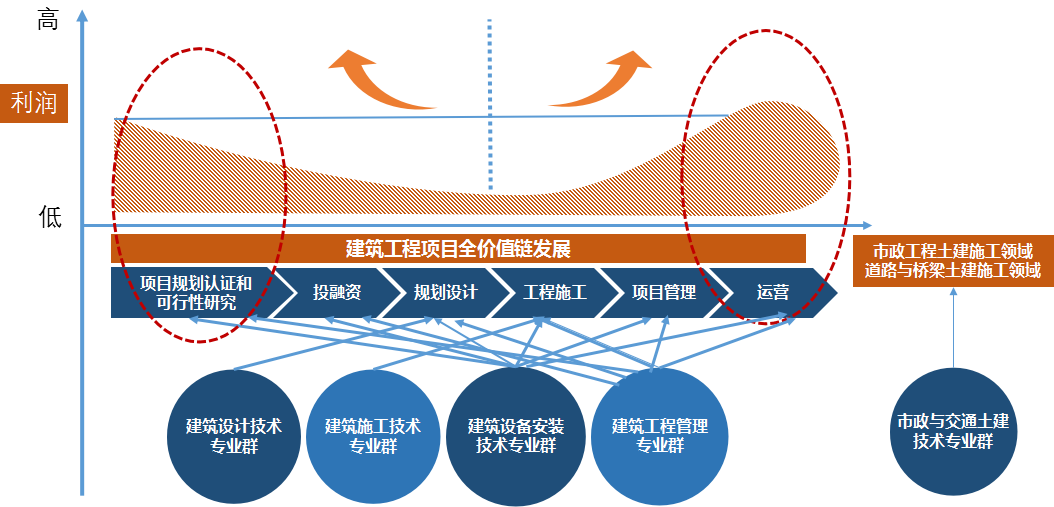 高
利润
低
建筑工程项目全价值链发展
市政工程土建施工领域
道路与桥梁土建施工领域
项目规划认证和
可行性研究
投融资
规划设计
工程施工
项目管理
运营
建筑设计技术
专业群
建筑施工技术
专业群
建筑设备安装
技术专业群
建筑工程管理
专业群
市政与交通土建
技术专业群